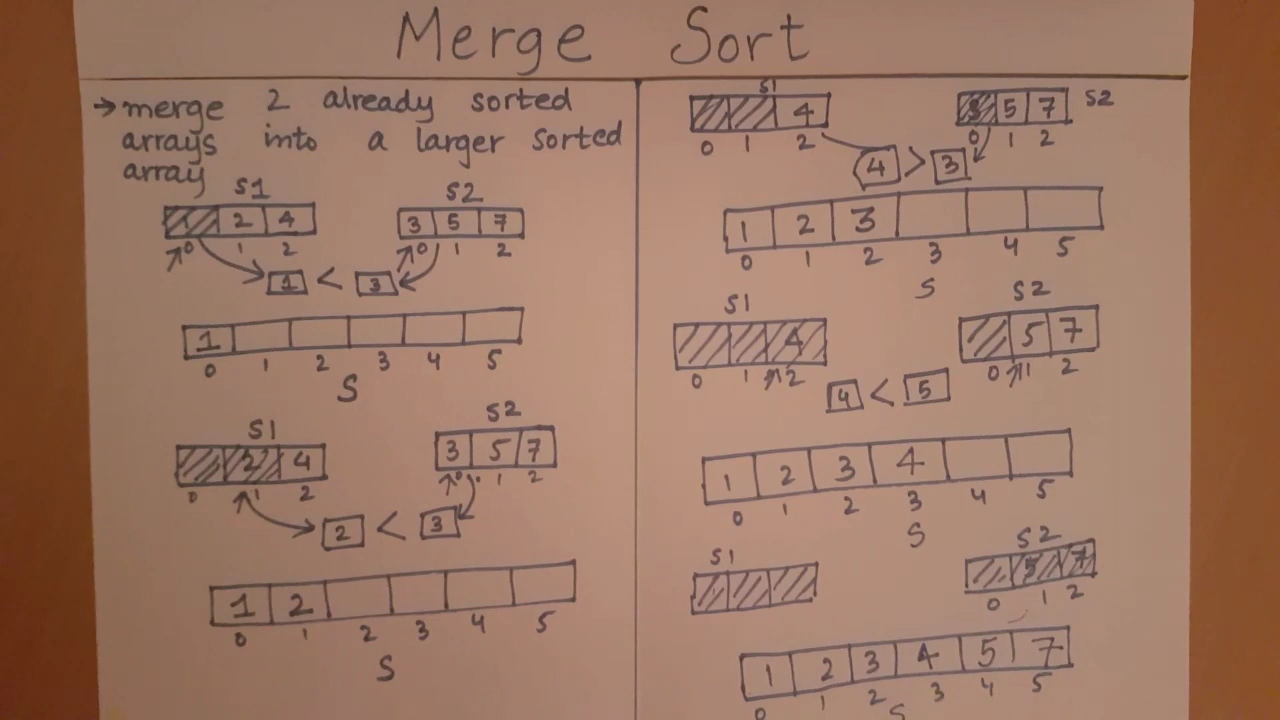 Merge Sort
→ merge 2 already sorted
arrays into a larger sorted
array
S1 S2
1 2 4 3 5 7
0 1 2 0 1 2
1 < 3
1
0 1 2 3 4 5
S
S1 S2
2 4 3 5 7
0 1 2 0 1 2
2 < 3
1 2
0 1 2 3 4 5
S
S1 S2
4 3 5 7
0 1 2 0 1 2
4 > 3
1 2 3
0 1 2 3 4 5
S
S1 S2
4 5 7
0 1 2 0 1 2
4 < 5
1 2 3 4
0 1 2 3 4 5
S
S1 S2
5 7
0 1 2
1 2 3 4 5 7
0 1 2 3 4 5
S